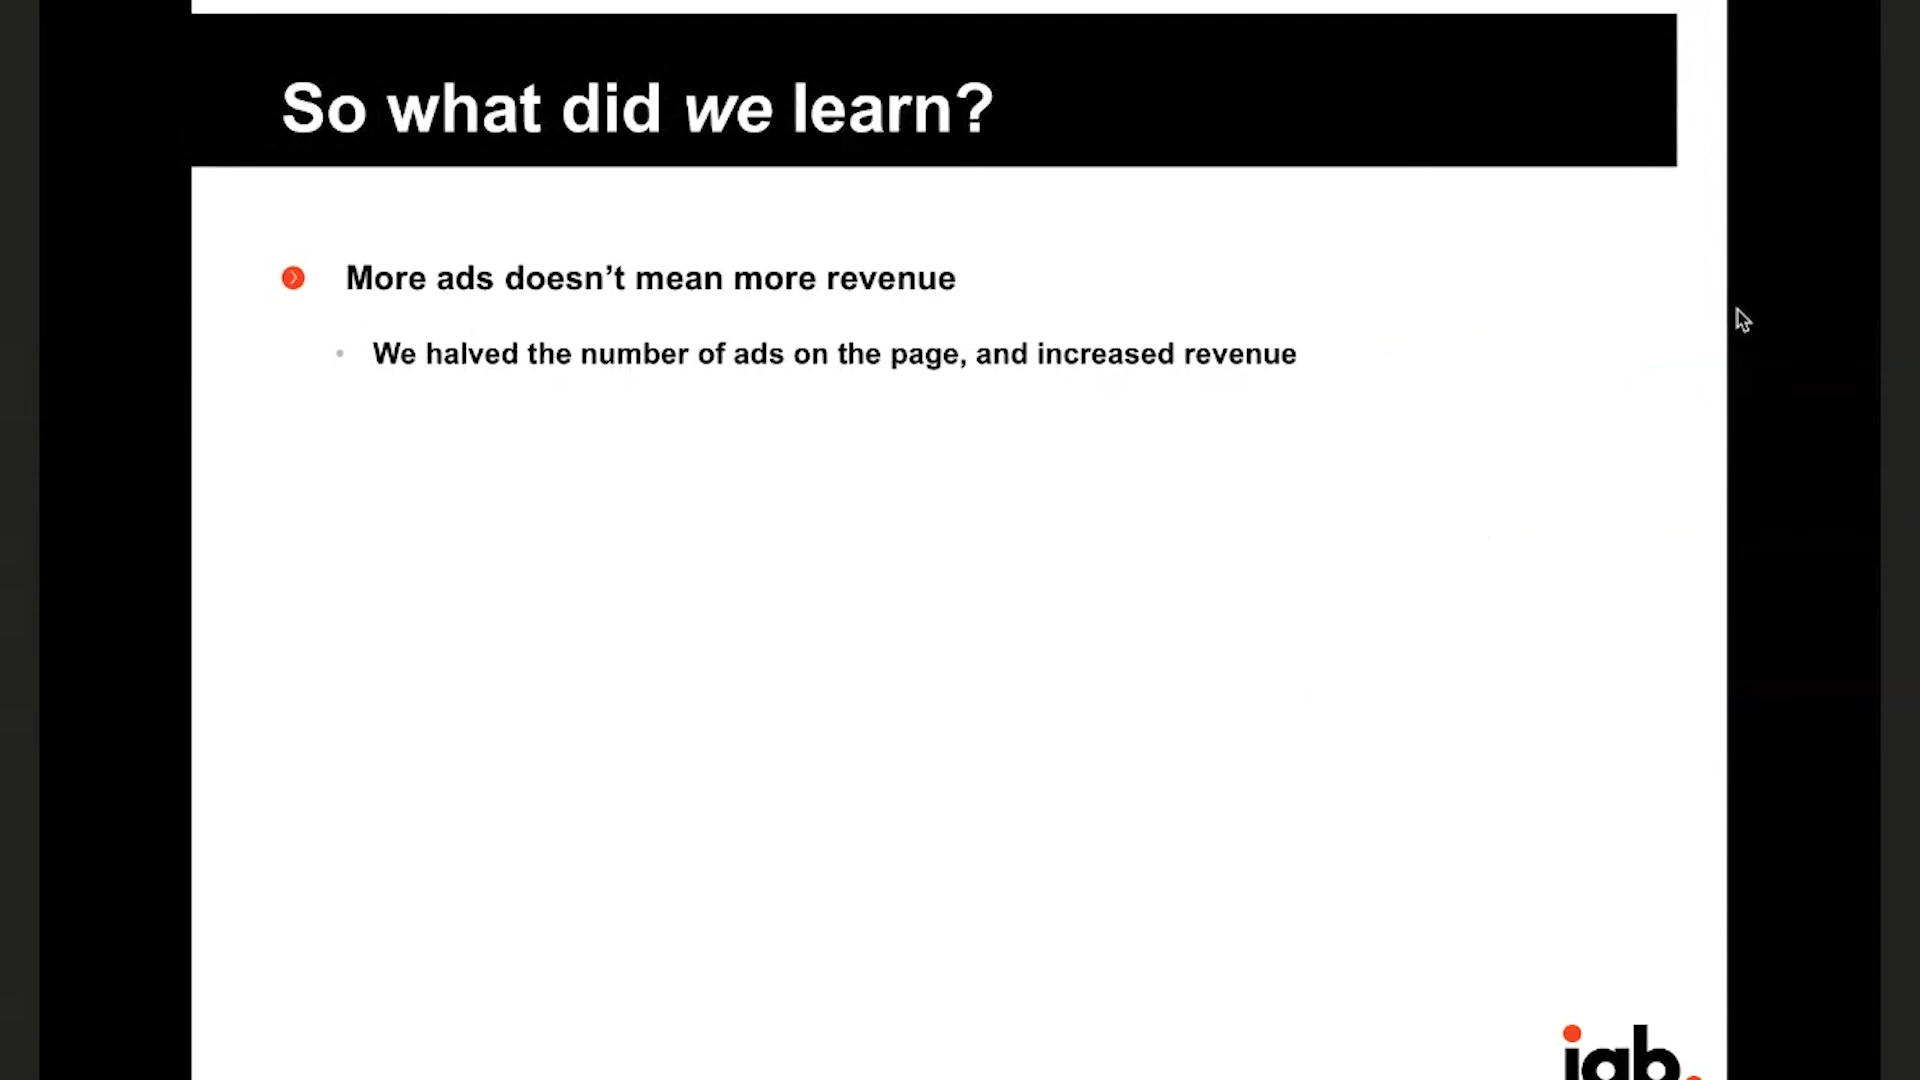 So what did we learn?
More ads doesn’t mean more revenue
We halved the number of ads on the page, and increased revenue
iab.